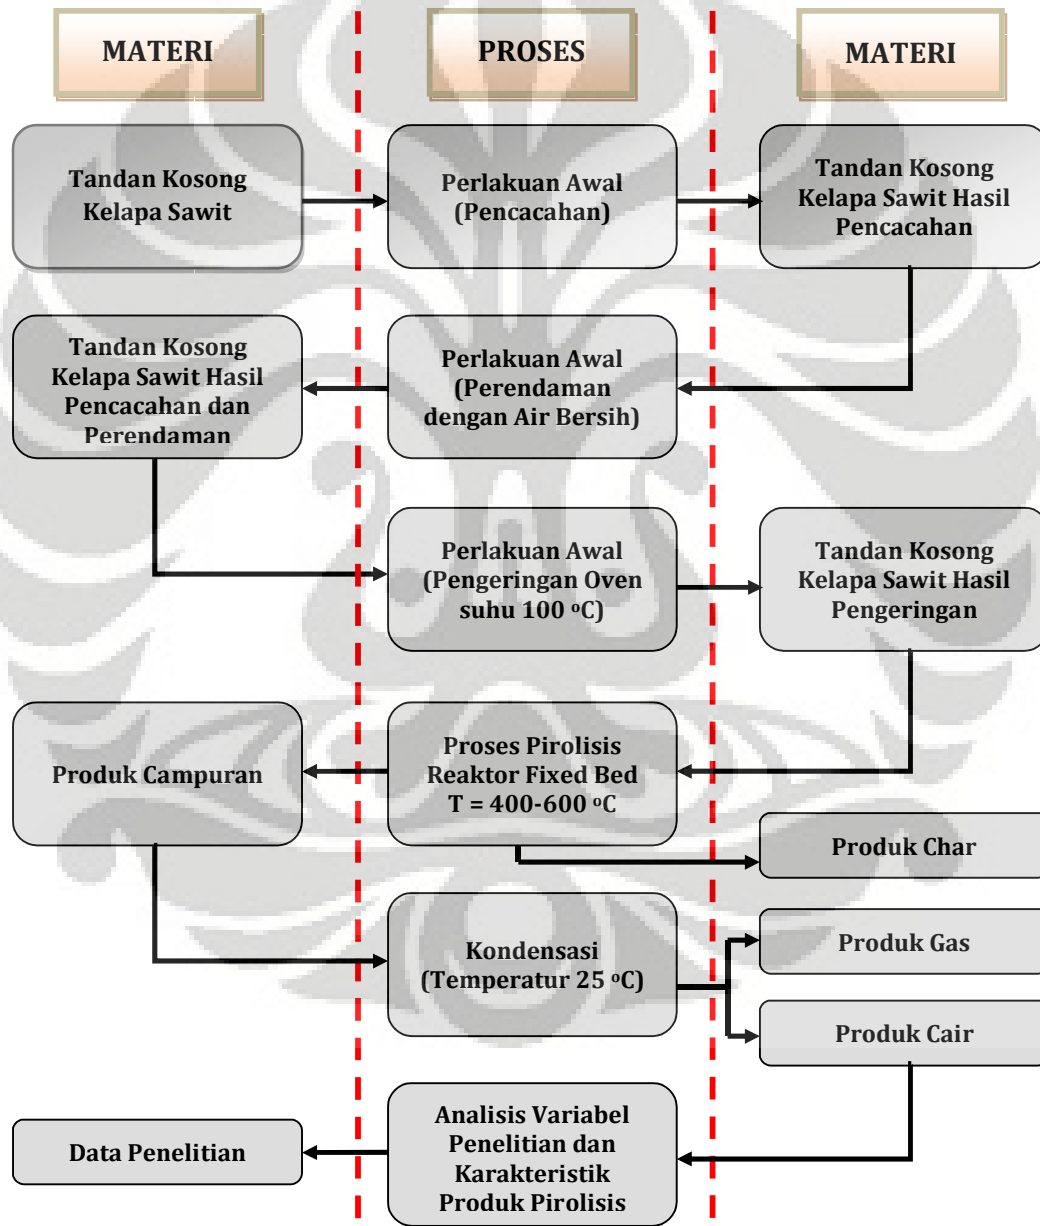 MATERI
PROSES
MATERI
Tandan Kosong
Kelapa Sawit
Perlakuan Awal
(Pencacahan)
Tandan Kosong
Kelapa Sawit Hasil
Pencacahan
Tandan Kosong
Kelapa Sawit Hasil
Pencacahan dan
Perendaman
Perlakuan Awal
(Perendaman
dengan Air Bersih)
Perlakuan Awal
(Pengeringan Oven
suhu 100 ᵒC)
Tandan Kosong
Kelapa Sawit Hasil
Pengeringan
Produk Campuran
Proses Pirolisis
Reaktor Fixed Bed
T = 400-600 ᵒC
Produk Char
Kondensasi
(Temperatur 25 ᵒC)
Produk Gas
Produk Cair
Data Penelitian
Analisis Variabel
Penelitian dan
Karakteristik
Produk Pirolisis